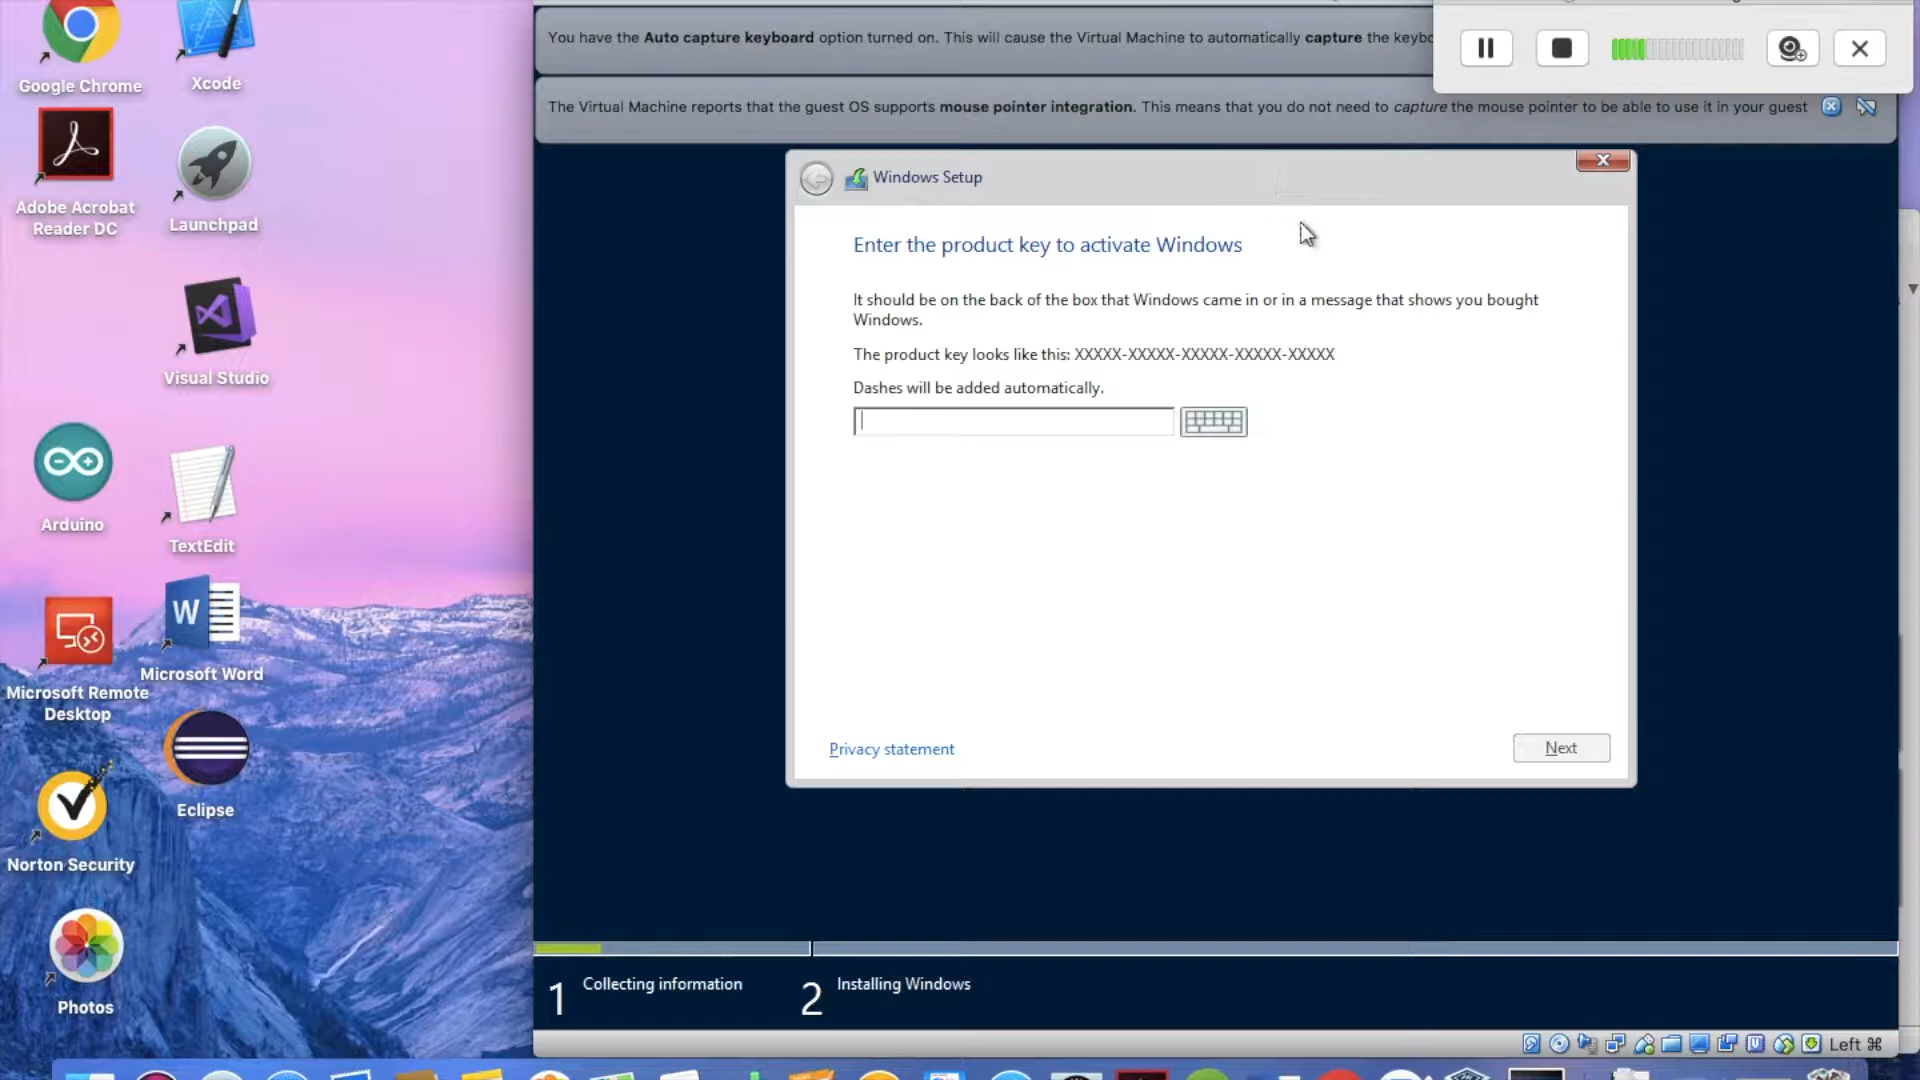 Google Chrome
Xcode
Adobe Acrobat
Reader DC
Launchpad
Visual Studio
Arduino
TextEdit
W
Microsoft Word
Microsoft Remote
Desktop
Eclipse
Norton Security
Photos
You have the Auto capture keyboard option turned on. This will cause the Virtual Machine to automatically capture the
The Virtual Machine reports that the guest OS supports mouse pointer integration. This means that you do not need to capture the mouse pointer to be able to use it in your guest
Windows Setup
Enter the product key to activate Windows
It should be on the back of the box that Windows came in or in a message that shows you bought
Windows.
The product key looks like this: XXXXX-XXXXX-XXXXX-XXXXX-XXXXX
Dashes will be added automatically.
Privacy statement
Next
1 Collecting information
2 Installing Windows
Left ⌘